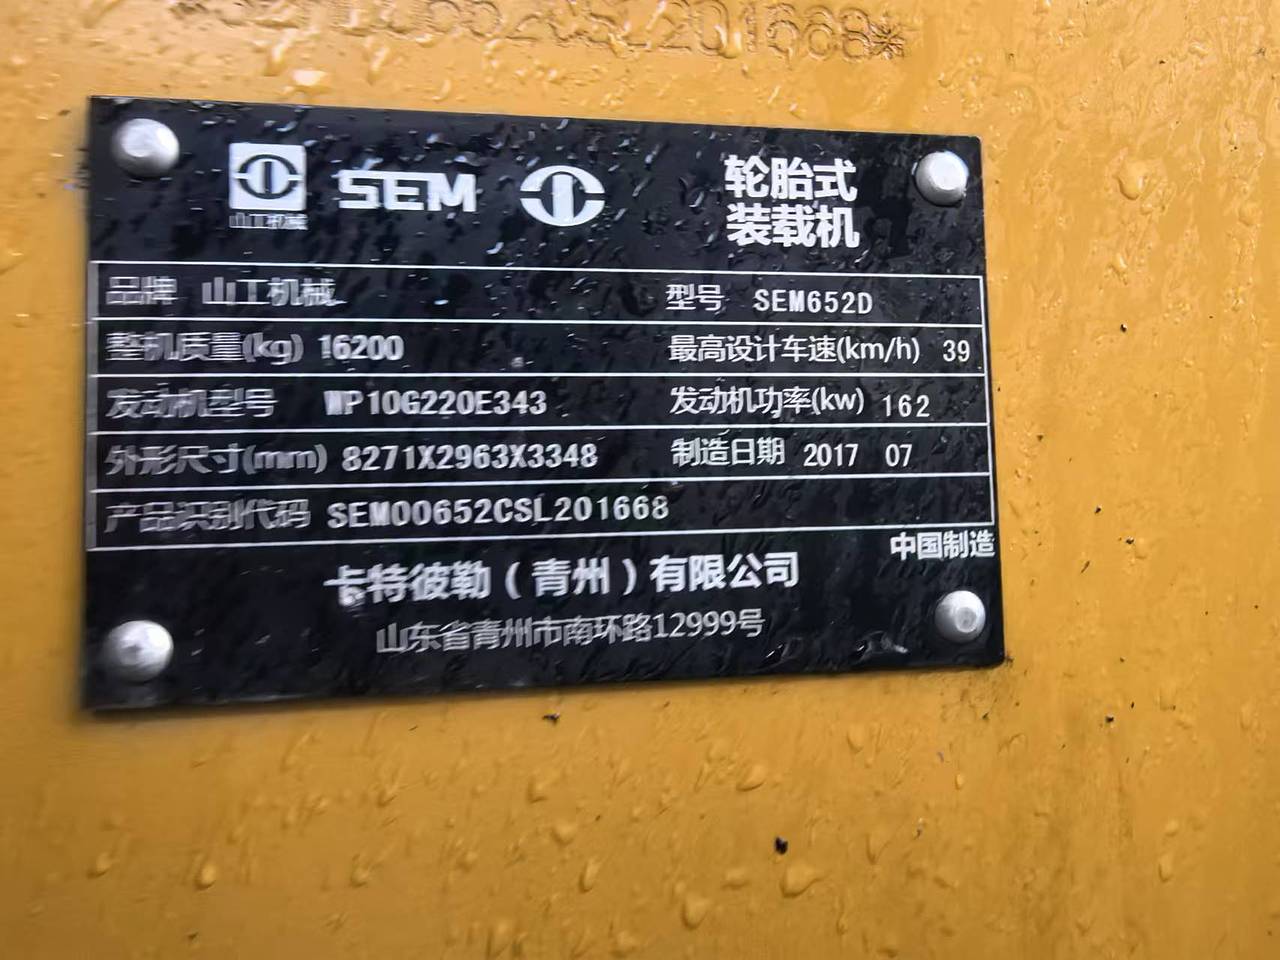 201668*
山工机械 SEM 轮胎式
装载机
品牌 山工机械 型号 SEM652D
整机质量(kg) 16200 最高设计车速(km/h) 39
发动机型号 WP10G220E343 发动机功率(kw) 162
外形尺寸(mm) 8271X2963X3348 制造日期 2017 07
产品识别代码 SEM00652CSL201668
中国制造
卡特彼勒(青州)有限公司
山东省青州市南环路12999号